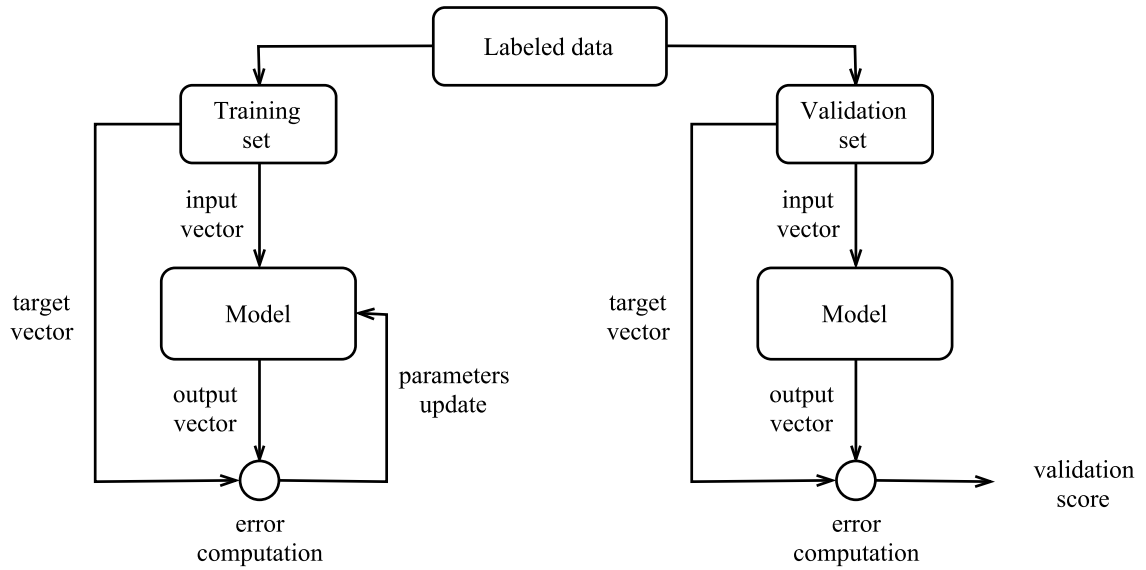 Labeled data
Training
set
input
vector
target
vector
Model
output
vector
parameters
update
error
computation
Validation
set
input
vector
target
vector
Model
output
vector
error
computation
validation
score